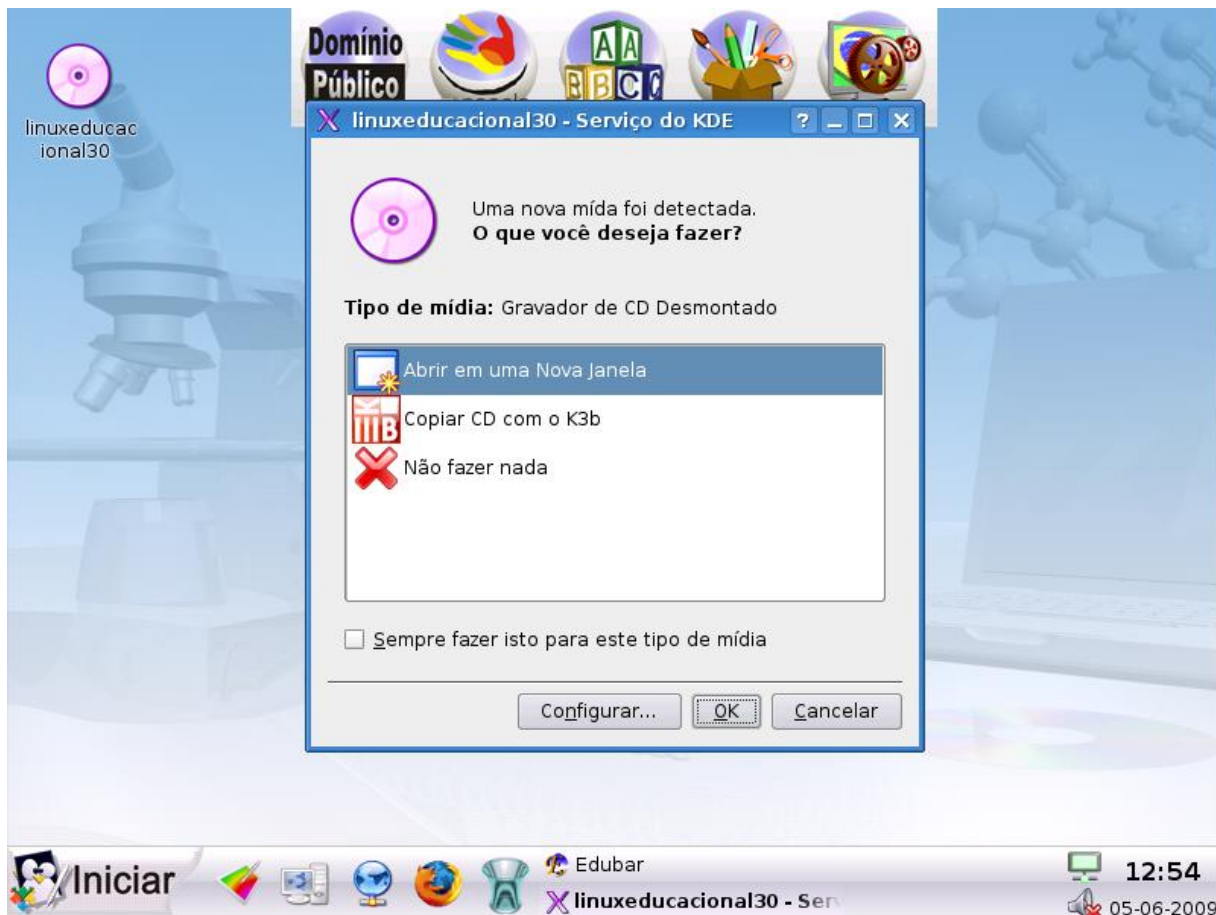 Domínio
Público
AA
BBCC
linuxeducac
ional30
linuxeducacional30 - Serviço do KDE
Uma nova mída foi detectada.
O que você deseja fazer?
Tipo de mídia: Gravador de CD Desmontado
Abrir em uma Nova Janela
Copiar CD com o K3b
Não fazer nada
Sempre fazer isto para este tipo de mídia
Configurar...
OK
Cancelar
Iniciar
Edubar
linuxeducacional30 - Ser
12:54
05-06-2009